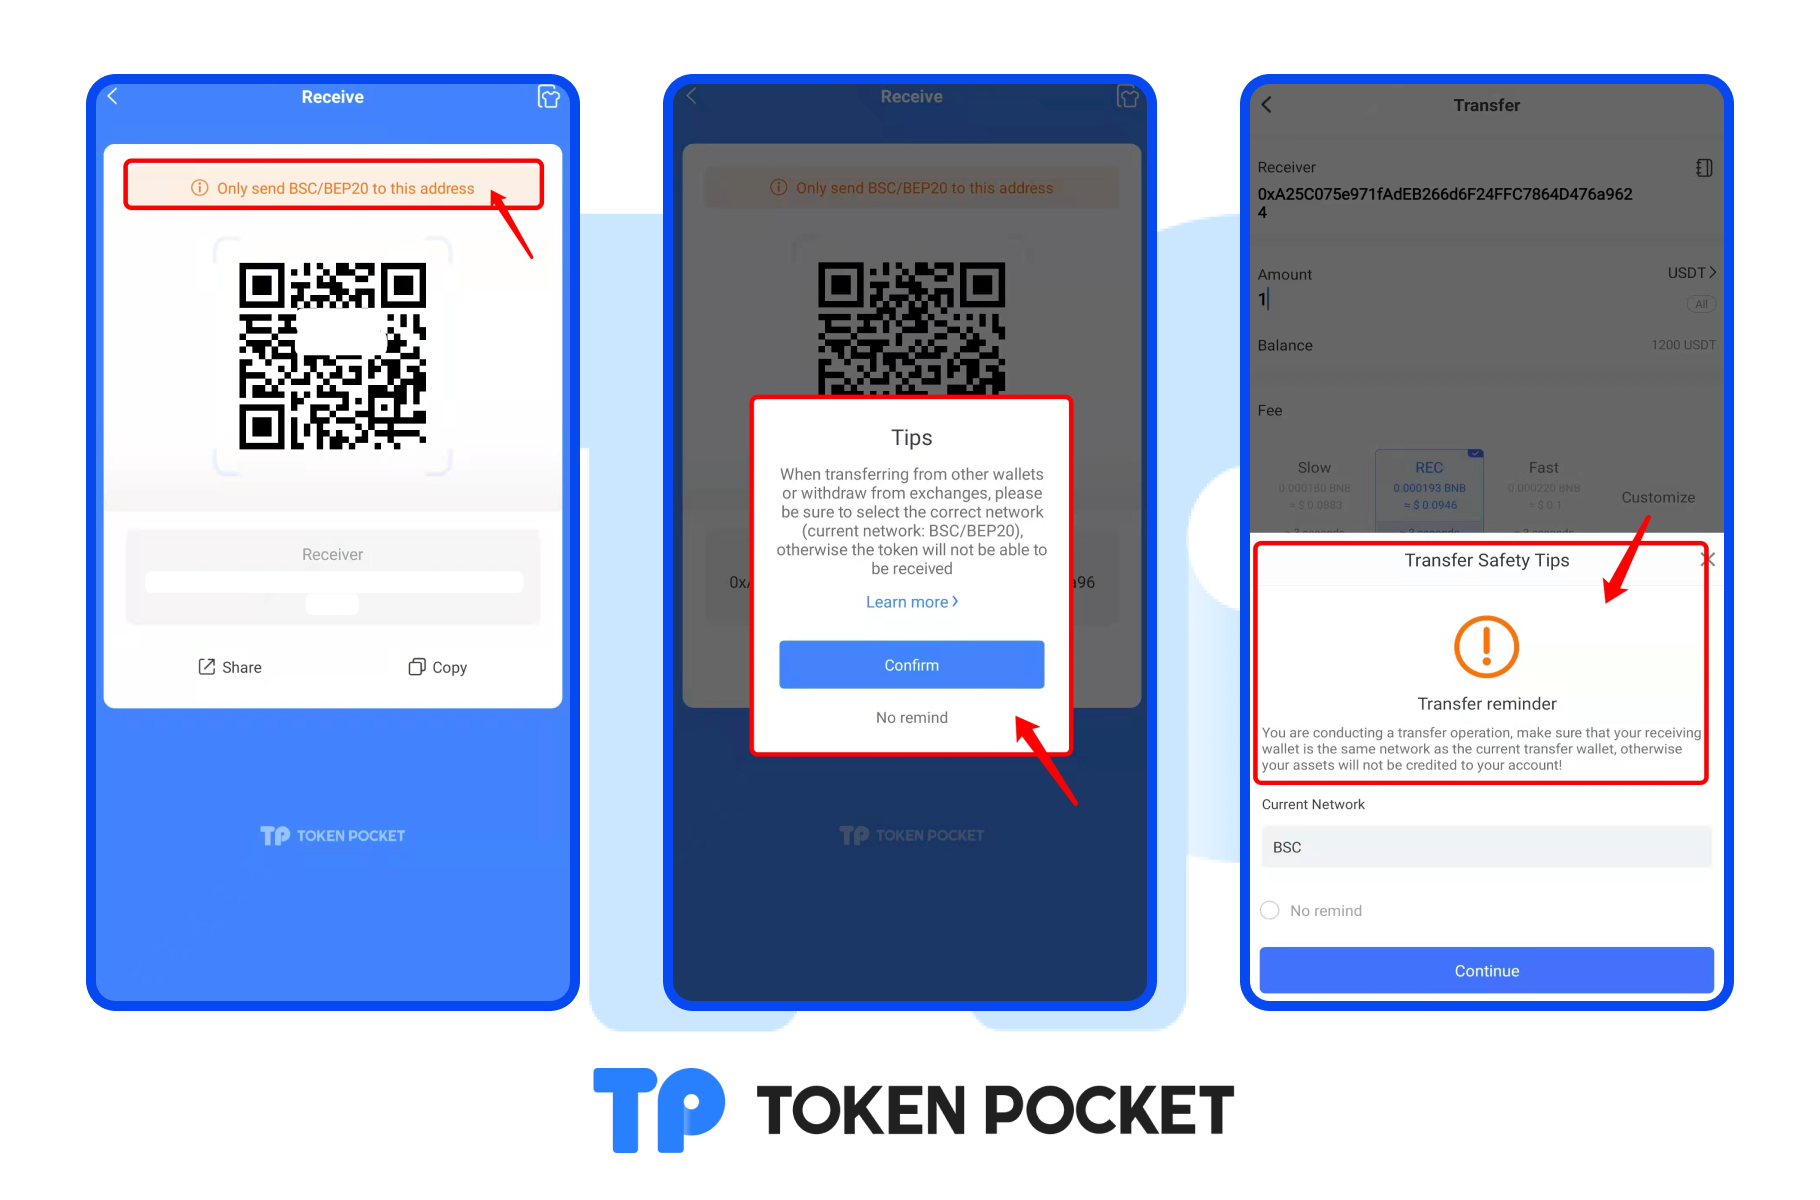 Receive
Only send BSC/BEP20 to this address
Receiver
Share
Copy
TP TOKEN POCKET
Receive
Only send BSC/BEP20 to this address
Tips
When transferring from other wallets
or withdraw from exchanges, please
be sure to select the correct network
(current network: BSC/BEP20),
otherwise the token will not be able to
be received
0x
a96
Learn more
Confirm
No remind
TP TOKEN POCKET
Transfer
Receiver
0xA25C075e971fAdEB266d6F24FFC7864D476a962
4
Amount
USDT
1
All
Balance
1200 USDT
Fee
Slow
0.000180 BNB
≈ $ 0.0883
REC
0.000193 BNB
≈ $ 0.0946
Fast
0.000220 BNB
≈ $ 0.1
Customize
Transfer Safety Tips
Transfer reminder
You are conducting a transfer operation, make sure that your receiving
wallet is the same network as the current transfer wallet, otherwise
your assets will not be credited to your account!
Current Network
BSC
No remind
Continue
TP TOKEN POCKET